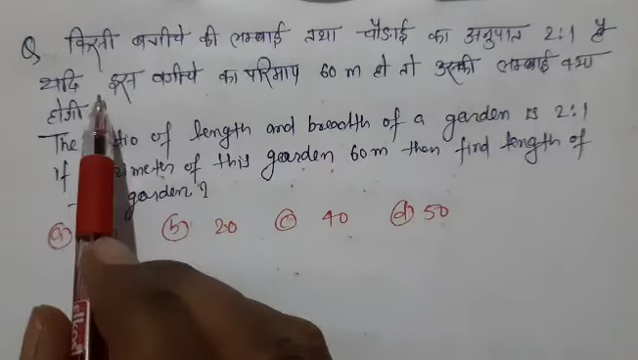 Q किसी बगीचे की लम्बाई तथा चौड़ाई का अनुपात 2:1 है
यदि इस बगीचे का परिमाप 60 m हो तो उसकी लम्बाई क्या
होगी
The ratio of length and breadth of a garden is 2:1
If perimeter of this garden 60m then find length of
garden?
ⓐ ⓑ 20 ⓒ 40 ⓓ 50